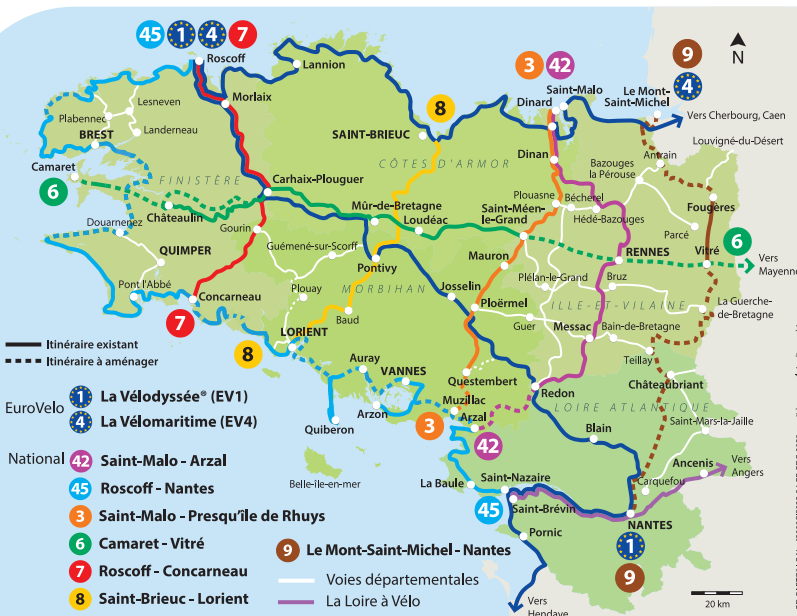 45 1 4 7
Roscoff
Lannion
Morlaix
Lesneven
Plabennec
BREST
Landerneau
Camaret
6
FINISTÈRE
Châteaulin
Douarnenez
QUIMPER
Pont l'Abbé
Concarneau
7
Carhaix-Plouguer
Gourin
SAINT-BRIEUC
8
CÔTES D'ARMOR
Mûr-de-Bretagne
Loudéac
Guémené-sur-Scorff
Pontivy
Plouay
MORBIHAN
Baud
LORIENT
8
Josselin
Auray
VANNES
Arzon
Quiberon
Belle-île-en-mer
3 42
Saint-Malo
Dinard
Dinan
9
4
Le Mont-
Saint-Michel
Vers Cherbourg, Caen
N
Louvigné-du-Désert
Antrain
Bazouges
la Pérouse
Fougères
Plouasne
Bécherel
Hédé-Bazouges
Saint-Méen
le-Grand
Parcé
Vitré
6
Vers
Mayenne
RENNES
Mauron
Plélan-le-Grand
Bruz
Ploërmel
ILLE-ET-VILAINE
La Guerche-
de-Bretagne
Guer
Messac
Bain-de-Bretagne
Teillay
Questembert
Redon
Châteaubriant
Muzillac
Arzal
3
42
LOIRE ATLANTIQUE
Saint-Mars-la-Jaille
Blain
Ancenis
Vers
Angers
Carquefou
La Baule
Saint-Nazaire
45
Saint-Brévin
Pornic
NANTES
1
9
Vers
Hendaye
20 km
Itinéraire existant
Itinéraire à aménager
EuroVelo
1 La Vélodyssée® (EV1)
4 La Vélomaritime (EV4)
National
42 Saint-Malo - Arzal
45 Roscoff - Nantes
3 Saint-Malo - Presqu'île de Rhuys
6 Camaret - Vitré
7 Roscoff - Concarneau
8 Saint-Brieuc - Lorient
9 Le Mont-Saint-Michel - Nantes
Voies départementales
La Loire à Vélo